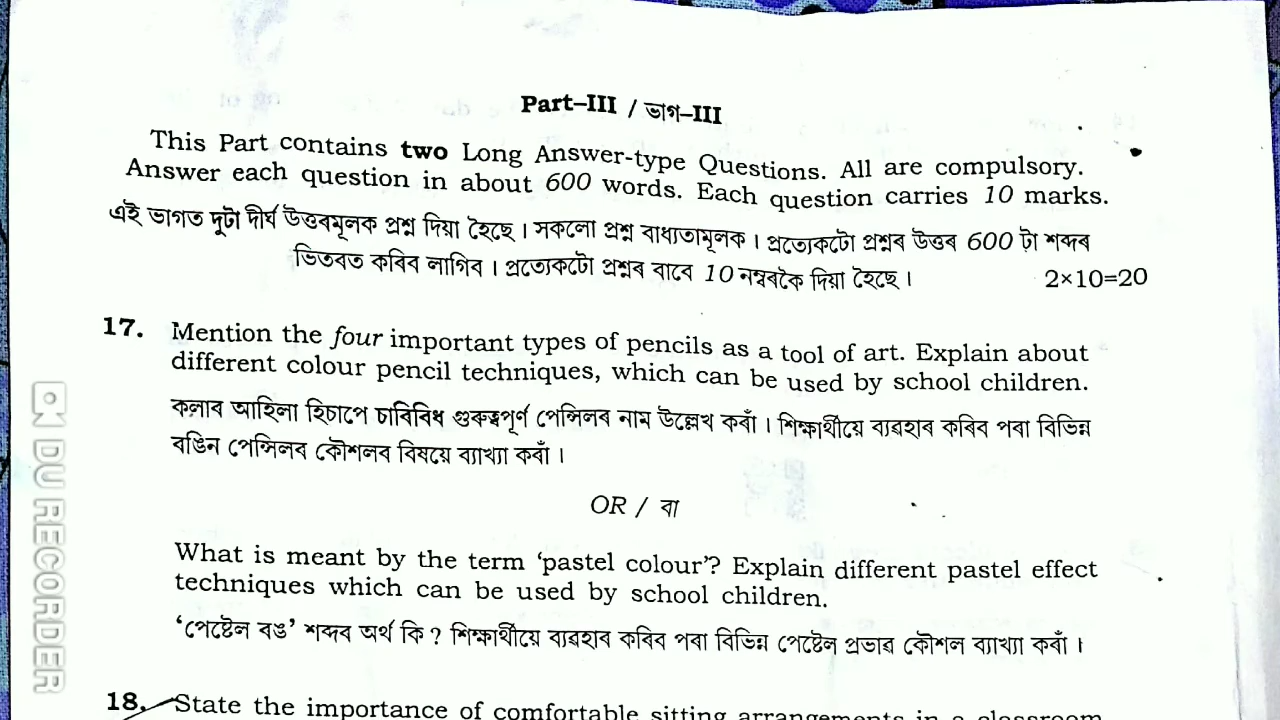 Part–III / ভাগ–III
This Part contains two Long Answer-type Questions. All are compulsory.
Answer each question in about 600 words. Each question carries 10 marks.
এই ভাগত দুটা দীৰ্ঘ উত্তৰমূলক প্ৰশ্ন দিয়া হৈছে। সকলো প্ৰশ্ন বাধ্যতামূলক। প্ৰত্যেকটো প্ৰশ্নৰ উত্তৰ 600 টা শব্দৰ
ভিতৰত কৰিব লাগিব। প্ৰত্যেকটো প্ৰশ্নৰ বাবে 10 নম্বৰকৈ দিয়া হৈছে। 2×10=20
17. Mention the four important types of pencils as a tool of art. Explain about
different colour pencil techniques, which can be used by school children.
কলাৰ আহিলা হিচাপে চাৰিবিধ গুৰুত্বপূৰ্ণ পেন্সিলৰ নাম উল্লেখ কৰাঁ। শিক্ষাৰ্থীয়ে ব্যৱহাৰ কৰিব পৰা বিভিন্ন
ৰঙিন পেন্সিলৰ কৌশলৰ বিষয়ে ব্যাখ্যা কৰাঁ।
OR / বা
What is meant by the term ‘pastel colour’? Explain different pastel effect
techniques which can be used by school children.
‘পেষ্টেল ৰঙ’ শব্দৰ অৰ্থ কি? শিক্ষাৰ্থীয়ে ব্যৱহাৰ কৰিব পৰা বিভিন্ন পেষ্টেল প্ৰভাৱ কৌশল ব্যাখ্যা কৰাঁ।
18. State the importance of comfortable sitting arrangements in a classroom
DU RECORDER